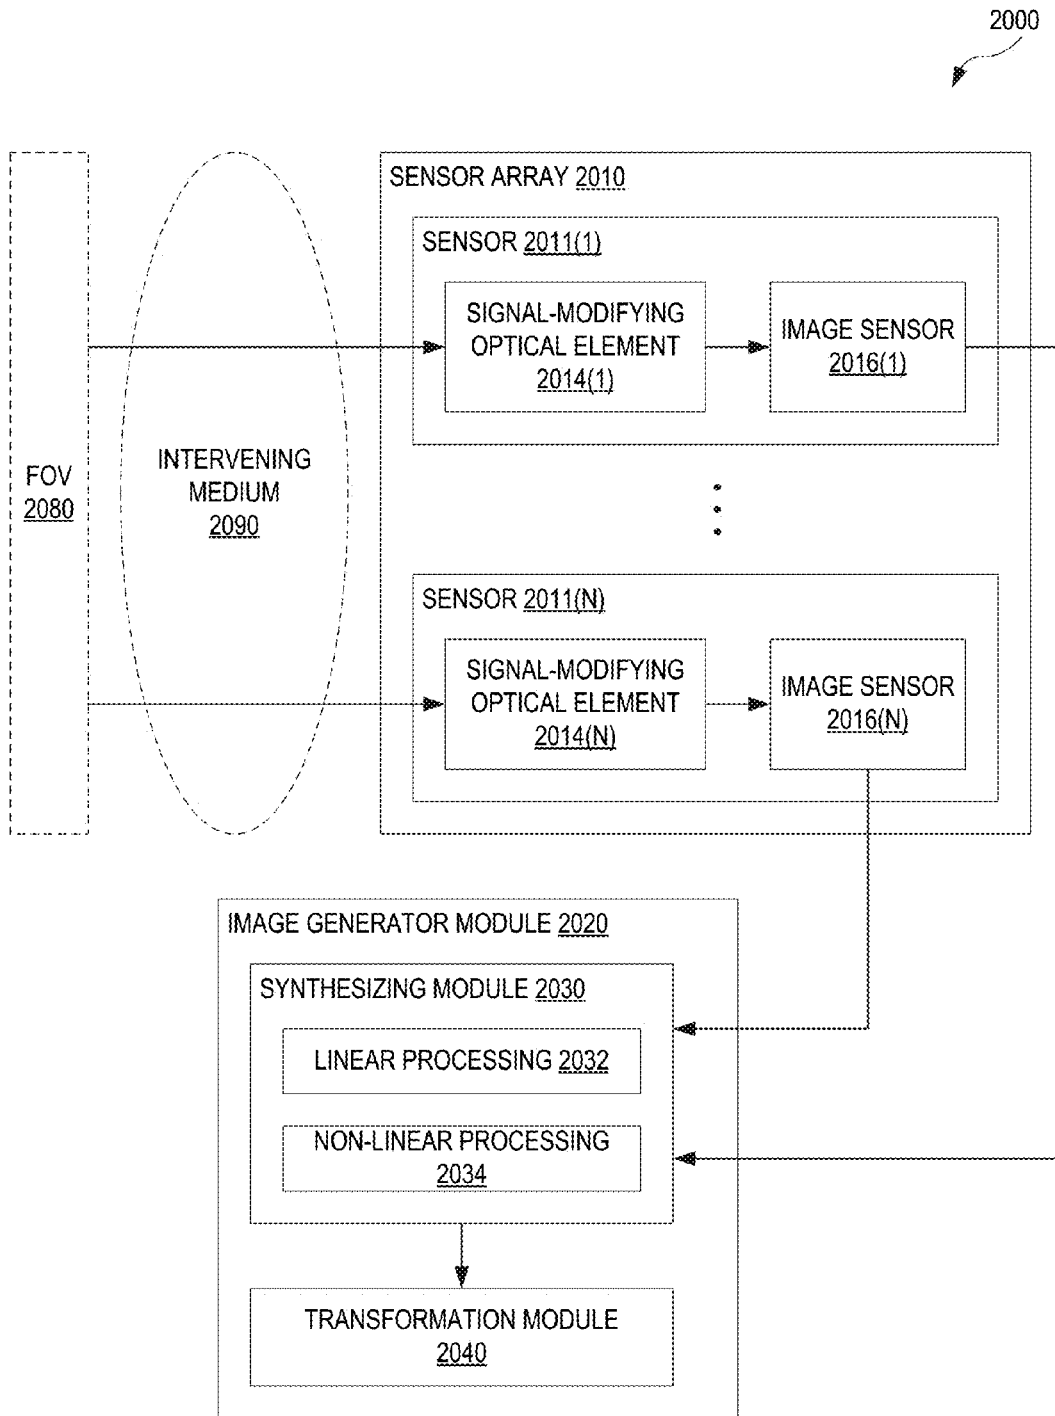 2000
SENSOR ARRAY 2010
SENSOR 2011(1)
SIGNAL-MODIFYING
OPTICAL ELEMENT
2014(1)
IMAGE SENSOR
2016(1)
FOV
2080
INTERVENING
MEDIUM
2090
SENSOR 2011(N)
SIGNAL-MODIFYING
OPTICAL ELEMENT
2014(N)
IMAGE SENSOR
2016(N)
IMAGE GENERATOR MODULE 2020
SYNTHESIZING MODULE 2030
LINEAR PROCESSING 2032
NON-LINEAR PROCESSING
2034
TRANSFORMATION MODULE
2040